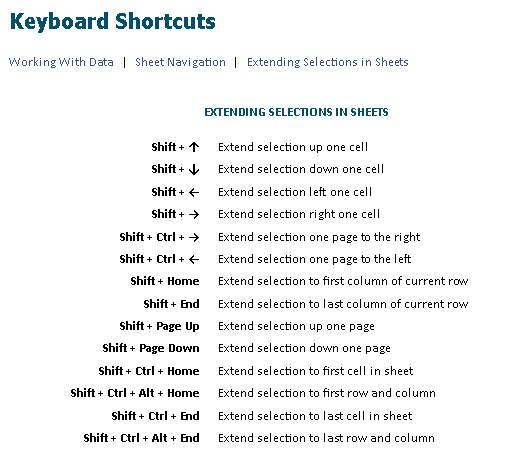 Keyboard Shortcuts
Working With Data | Sheet Navigation | Extending Selections in Sheets
EXTENDING SELECTIONS IN SHEETS
Shift + ↑ Extend selection up one cell
Shift + ↓ Extend selection down one cell
Shift + ← Extend selection left one cell
Shift + → Extend selection right one cell
Shift + Ctrl + → Extend selection one page to the right
Shift + Ctrl + ← Extend selection one page to the left
Shift + Home Extend selection to first column of current row
Shift + End Extend selection to last column of current row
Shift + Page Up Extend selection up one page
Shift + Page Down Extend selection down one page
Shift + Ctrl + Home Extend selection to first cell in sheet
Shift + Ctrl + Alt + Home Extend selection to first row and column
Shift + Ctrl + End Extend selection to last cell in sheet
Shift + Ctrl + Alt + End Extend selection to last row and column